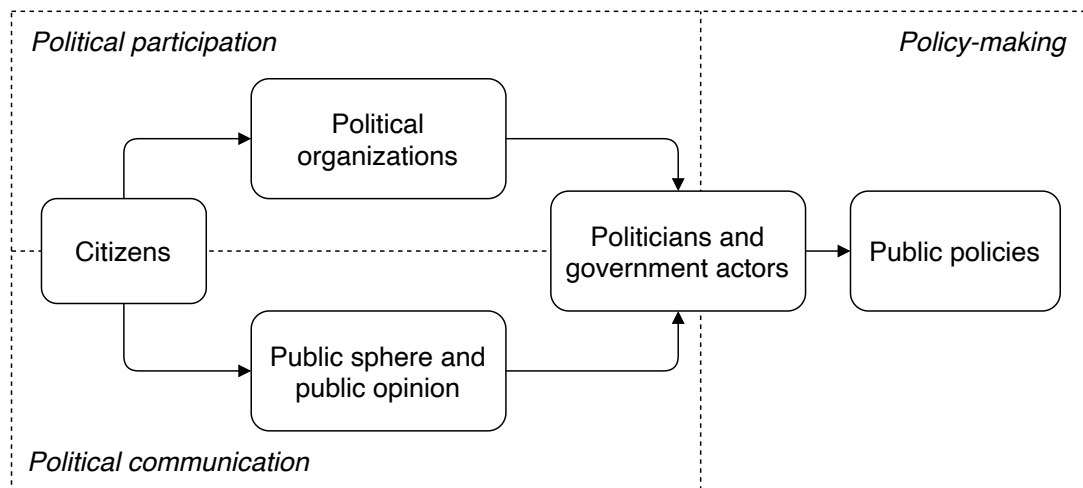 Political participation
Policy-making
Political
organizations
Citizens
Politicians and
government actors
Public policies
Public sphere and
public opinion
Political communication